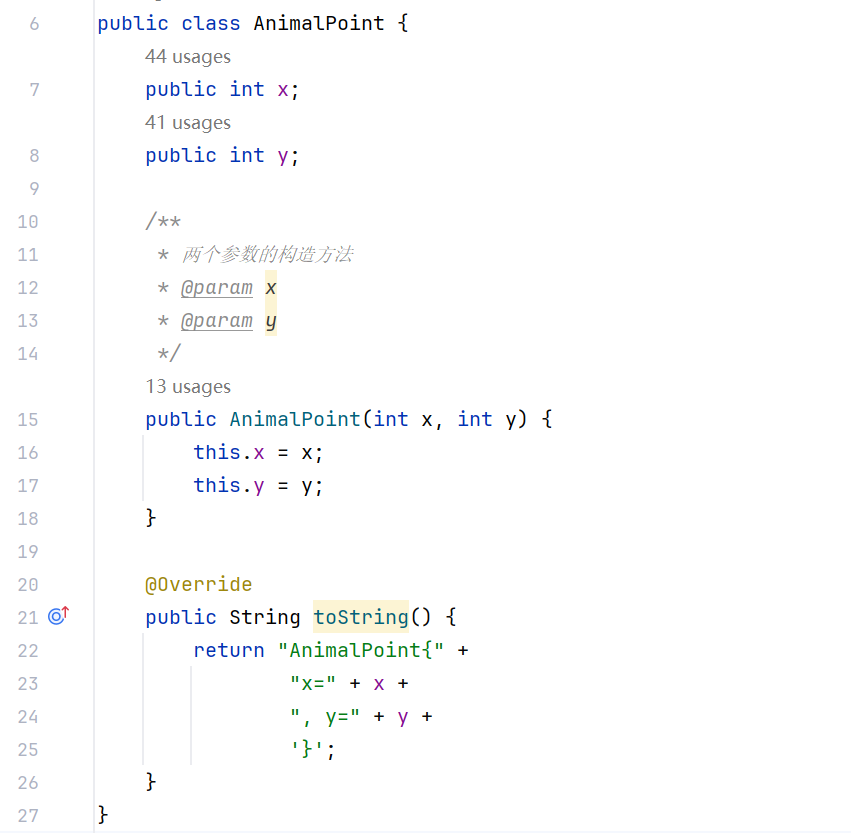 6 public class AnimalPoint {
44 usages
7 public int x;
41 usages
8 public int y;
9
10 /**
11 * 两个参数的构造方法
12 * @param x
13 * @param y
14 */
13 usages
15 public AnimalPoint(int x, int y) {
16 this.x = x;
17 this.y = y;
18 }
19
20 @Override
21 public String toString() {
22 return "AnimalPoint{" +
23 "x=" + x +
24 ", y=" + y +
25 '}';
26 }
27 }